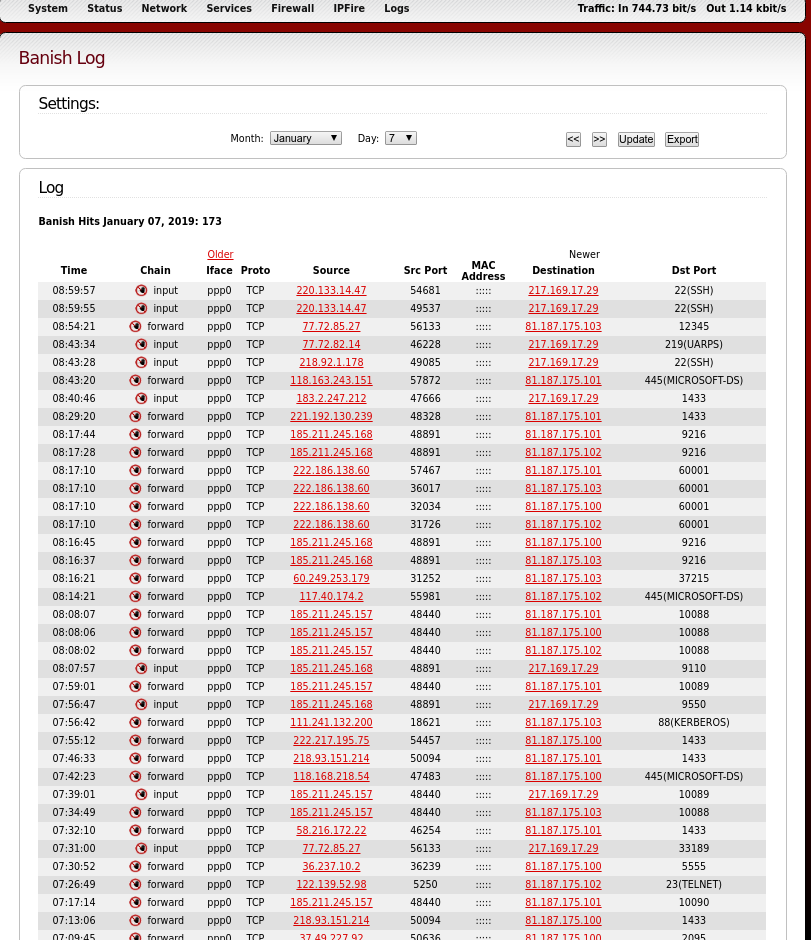 System Status Network Services Firewall IPFire Logs Traffic: In 744.73 bit/s Out 1.14 kbit/s
Banish Log
Settings:
Month: January Day: 7 << >> Update Export
Log
Banish Hits January 07, 2019: 173
Older Newer
Time Chain Iface Proto Source Src Port MAC Address Destination Dst Port
08:59:57 input ppp0 TCP 220.133.14.47 54681 ::::: 217.169.17.29 22(SSH)
08:59:55 input ppp0 TCP 220.133.14.47 49537 ::::: 217.169.17.29 22(SSH)
08:54:21 forward ppp0 TCP 77.72.85.27 56133 ::::: 81.187.175.103 12345
08:43:34 input ppp0 TCP 77.72.82.14 46228 ::::: 217.169.17.29 219(UARPS)
08:43:28 input ppp0 TCP 218.92.1.178 49085 ::::: 217.169.17.29 22(SSH)
08:43:20 forward ppp0 TCP 118.163.243.151 57872 ::::: 81.187.175.101 445(MICROSOFT-DS)
08:40:46 input ppp0 TCP 183.2.247.212 47666 ::::: 217.169.17.29 1433
08:29:20 forward ppp0 TCP 221.192.130.239 48328 ::::: 81.187.175.101 1433
08:17:44 forward ppp0 TCP 185.211.245.168 48891 ::::: 81.187.175.101 9216
08:17:28 forward ppp0 TCP 185.211.245.168 48891 ::::: 81.187.175.102 9216
08:17:10 forward ppp0 TCP 222.186.138.60 57467 ::::: 81.187.175.101 60001
08:17:10 forward ppp0 TCP 222.186.138.60 36017 ::::: 81.187.175.103 60001
08:17:10 forward ppp0 TCP 222.186.138.60 32034 ::::: 81.187.175.100 60001
08:17:10 forward ppp0 TCP 222.186.138.60 31726 ::::: 81.187.175.102 60001
08:16:45 forward ppp0 TCP 185.211.245.168 48891 ::::: 81.187.175.100 9216
08:16:37 forward ppp0 TCP 185.211.245.168 48891 ::::: 81.187.175.103 9216
08:16:21 forward ppp0 TCP 60.249.253.179 31252 ::::: 81.187.175.103 37215
08:14:21 forward ppp0 TCP 117.40.174.2 55981 ::::: 81.187.175.102 445(MICROSOFT-DS)
08:08:07 forward ppp0 TCP 185.211.245.157 48440 ::::: 81.187.175.101 10088
08:08:06 forward ppp0 TCP 185.211.245.157 48440 ::::: 81.187.175.100 10088
08:08:02 forward ppp0 TCP 185.211.245.157 48440 ::::: 81.187.175.102 10088
08:07:57 input ppp0 TCP 185.211.245.168 48891 ::::: 217.169.17.29 9110
07:59:01 forward ppp0 TCP 185.211.245.157 48440 ::::: 81.187.175.101 10089
07:56:47 input ppp0 TCP 185.211.245.168 48891 ::::: 217.169.17.29 9550
07:56:42 forward ppp0 TCP 111.241.132.200 18621 ::::: 81.187.175.103 88(KERBEROS)
07:55:12 forward ppp0 TCP 222.217.195.75 54457 ::::: 81.187.175.100 1433
07:46:33 forward ppp0 TCP 218.93.151.214 50094 ::::: 81.187.175.101 1433
07:42:23 forward ppp0 TCP 118.168.218.54 47483 ::::: 81.187.175.100 445(MICROSOFT-DS)
07:39:01 input ppp0 TCP 185.211.245.157 48440 ::::: 217.169.17.29 10089
07:34:49 forward ppp0 TCP 185.211.245.157 48440 ::::: 81.187.175.103 10088
07:32:10 forward ppp0 TCP 58.216.172.22 46254 ::::: 81.187.175.101 1433
07:31:00 input ppp0 TCP 77.72.85.27 56133 ::::: 217.169.17.29 33189
07:30:52 forward ppp0 TCP 36.237.10.2 36239 ::::: 81.187.175.100 5555
07:26:49 forward ppp0 TCP 122.139.52.98 5250 ::::: 81.187.175.102 23(TELNET)
07:17:14 forward ppp0 TCP 185.211.245.157 48440 ::::: 81.187.175.101 10090
07:13:06 forward ppp0 TCP 218.93.151.214 50094 ::::: 81.187.175.100 1433
07:09:45 forward ppp0 TCP 37.49.227.92 50636 ::::: 81.187.175.100 2095